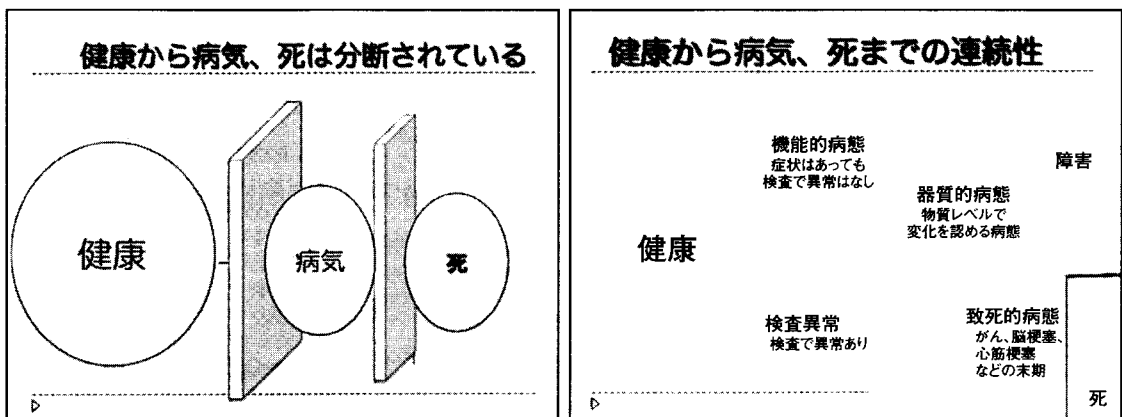 健康から病気、死は分断されている
健康
病気
死
健康から病気、死までの連続性
機能的病態
症状はあっても
検査で異常はなし
障害
器質的病態
物質レベルで
変化を認める病態
健康
検査異常
検査で異常あり
致死的病態
がん、脳梗塞、
心筋梗塞
などの末期
死